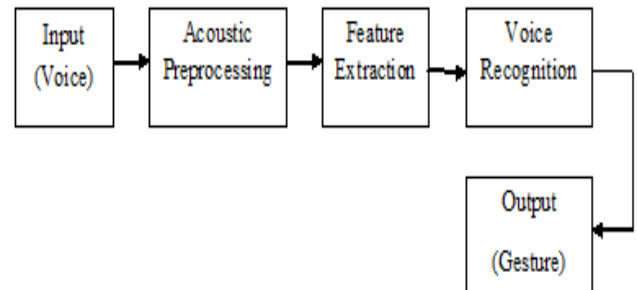 Input
(Voice)
Acoustic
Preprocessing
Feature
Extraction
Voice
Recognition
Output
(Gesture)